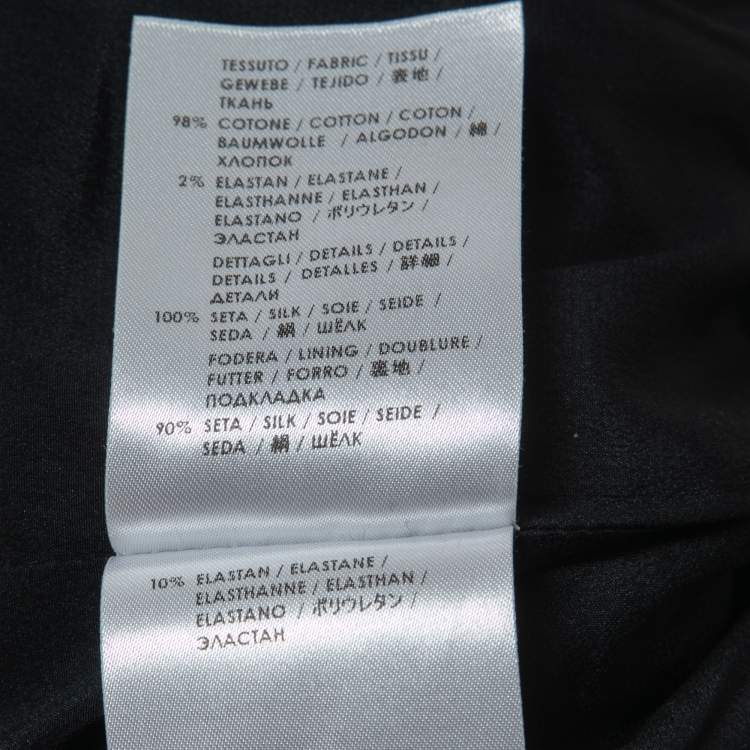 TESSUTO / FABRIC / TISSU /
GEWEBE / TEJIDO / 表地 /
ТКАНЬ
98% COTONE / COTTON / COTON /
BAUMWOLLE / ALGODON / 綿 /
ХЛОПОК
2% ELASTAN / ELASTANE /
ELASTHANNE / ELASTHAN /
ELASTANO / ポリウレタン /
ЭЛАСТАН
DETTAGLI / DETAILS / DETAILS /
DETAILS / DETALLES / 詳細 /
ДЕТАЛИ
100% SETA / SILK / SOIE / SEIDE /
SEDA / 絹 / ШЁЛК
FODERA / LINING / DOUBLURE /
FUTTER / FORRO / 裏地 /
ПОДКЛАДКА
90% SETA / SILK / SOIE / SEIDE /
SEDA / 絹 / ШЁЛК
10% ELASTAN / ELASTANE /
ELASTHANNE / ELASTHAN /
ELASTANO / ポリウレタン /
ЭЛАСТАН